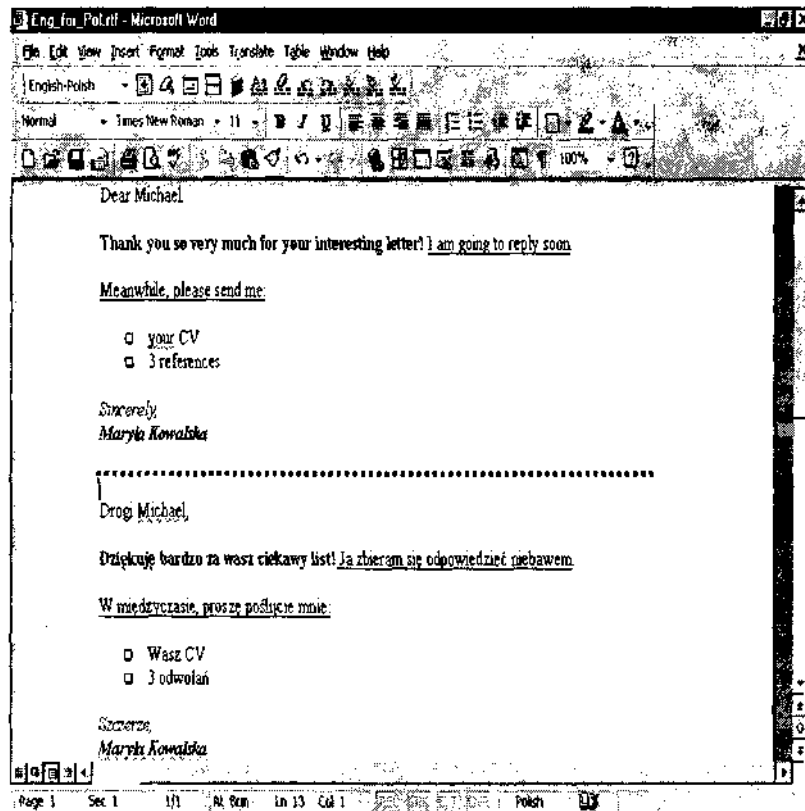 Eng_for_Pol.rtf - Microsoft Word
File Edit View Insert Format Tools Translate Table Window Help
English-Polish
Normal Times New Roman 11 B I U
100%
Dear Michael,
Thank you so very much for your interesting letter! I am going to reply soon.
Meanwhile, please send me:
your CV
3 references
Sincerely,
Maryla Kowalska
Drogi Michael,
Dziękuję bardzo za wasz ciekawy list! Ja zbieram się odpowiedzieć niebawem.
W międzyczasie, proszę poślijcie mnie:
Wasz CV
3 odwołań
Szczerze,
Maryla Kowalska
Page 1 Sec 1 1/1 At 8cm Ln 13 Col 1 Polish